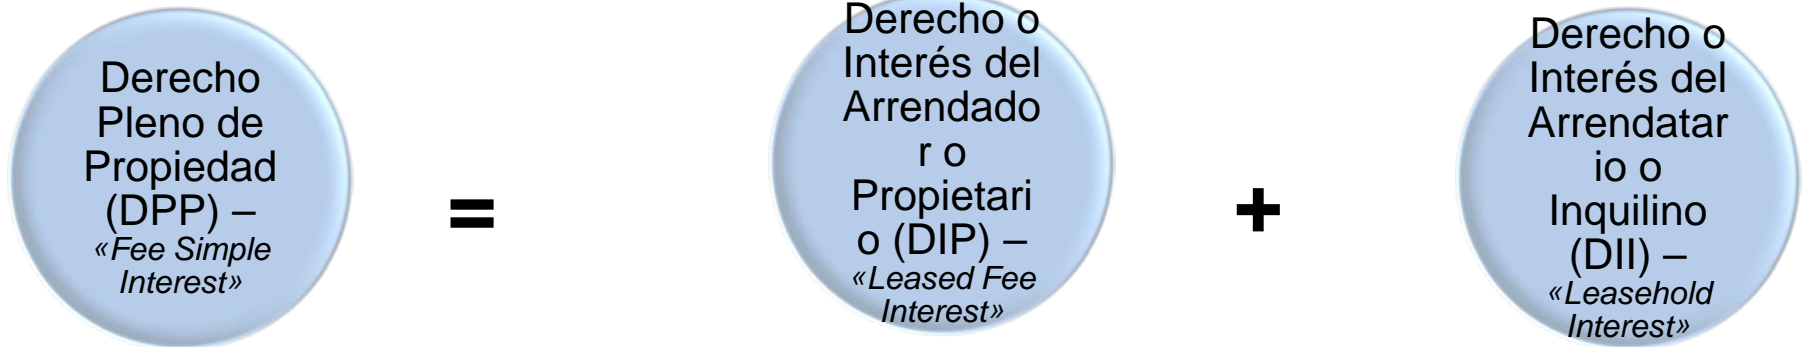 Derecho
Pleno de
Propiedad
(DPP) –
«Fee Simple
Interest»
=
Derecho o
Interés del
Arrendado
r o
Propietari
o (DIP) –
«Leased Fee
Interest»
+
Derecho o
Interés del
Arrendatar
io o
Inquilino
(DII) –
«Leasehold
Interest»